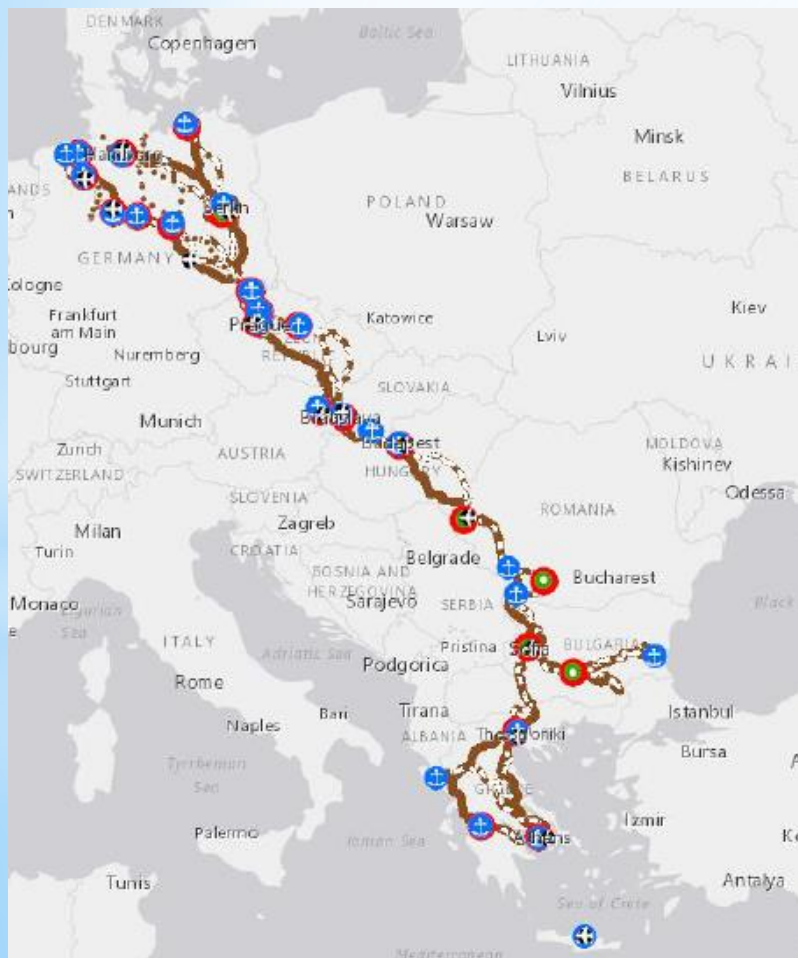 DENMARK
Copenhagen
Baltic Sea
LITHUANIA
Vilnius
Minsk
BELARUS
Hamburg
Berlin
POLAND
Warsaw
GERMANY
Cologne
Frankfurt
am Main
Prague
Katowice
Kiev
Lviv
Nuremberg
Stuttgart
SLOVAKIA
Munich
Bratislava
Budapest
MOLDOVA
Zurich
AUSTRIA
HUNGARY
Kishinev
SWITZERLAND
Odessa
SLOVENIA
Milan
Zagreb
ROMANIA
Turin
CROATIA
Belgrade
Bucharest
BOSNIA AND
HERZEGOVINA
Monaco
Sarajevo
SERBIA
Black
Ligurian
Sea
ITALY
Pristina
Sofia
BULGARIA
Adriatic Sea
Podgorica
Rome
Bari
Tirana
Istanbul
Naples
ALBANIA
Thessaloniki
Bursa
Tyrrhenian
Sea
GREECE
Izmir
Palermo
Ionian Sea
Athens
Tunis
Antalya
Sea of Crete
Mediterranean